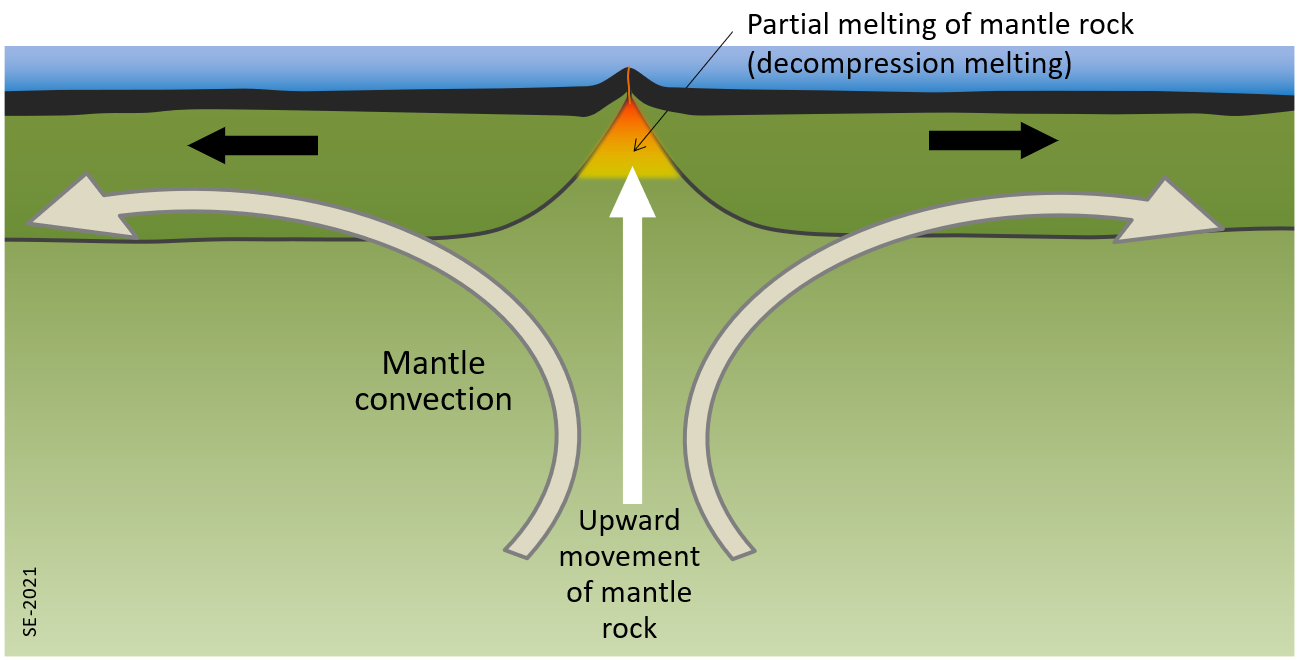 Partial melting of mantle rock
(decompression melting)
Mantle
convection
Upward
movement
of mantle
rock
SE-2021